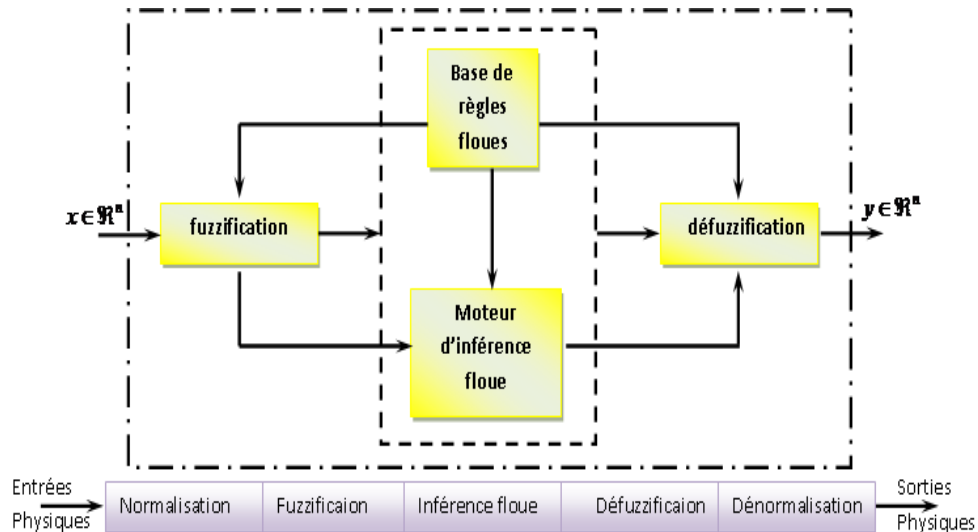 Base de
règles
floues
x∈ℜⁿ
fuzzification
défuzzification
y∈ℜⁿ
Moteur
d'inférence
floue
Entrées
Physiques
Normalisation
Fuzzificaion
Inférence floue
Défuzzificaion
Dénormalisation
Sorties
Physiques